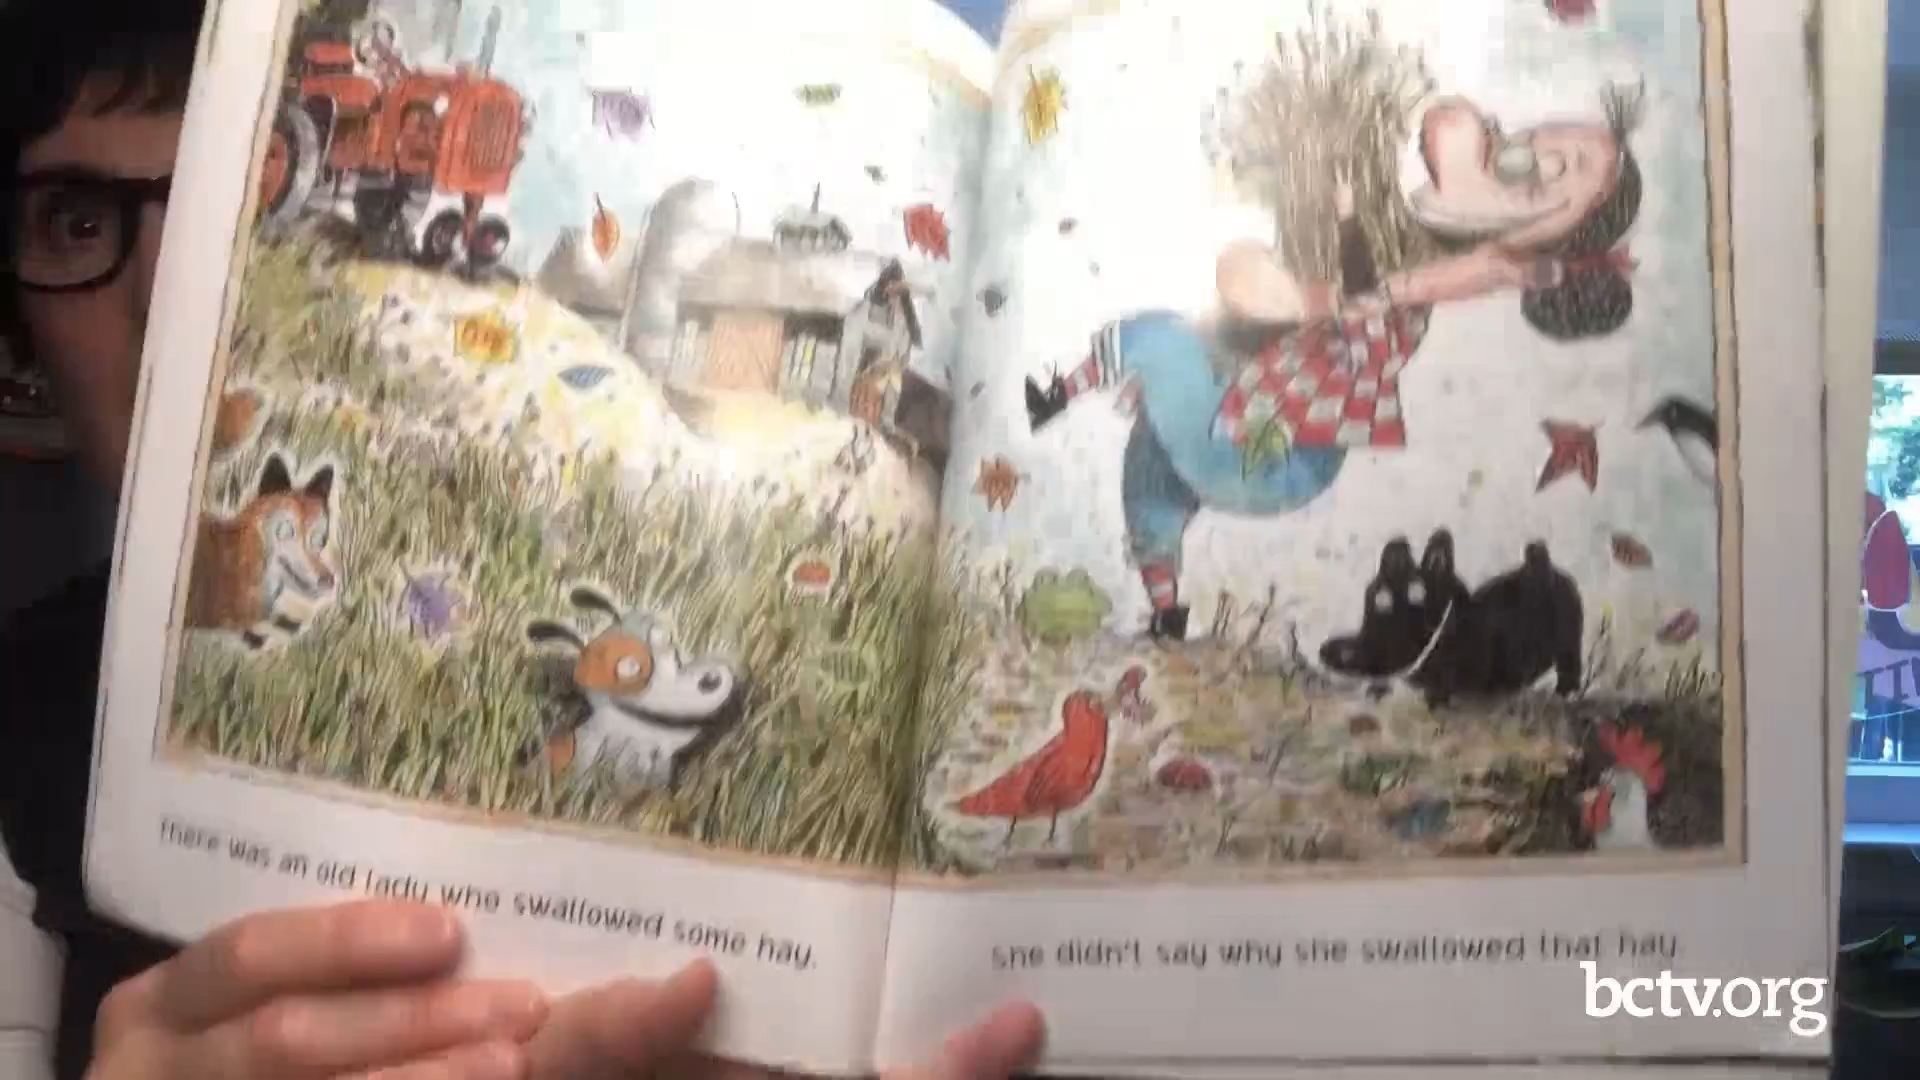 There was an old lady who swallowed some hay.
She didn't say why she swallowed that hay.
bctv.org